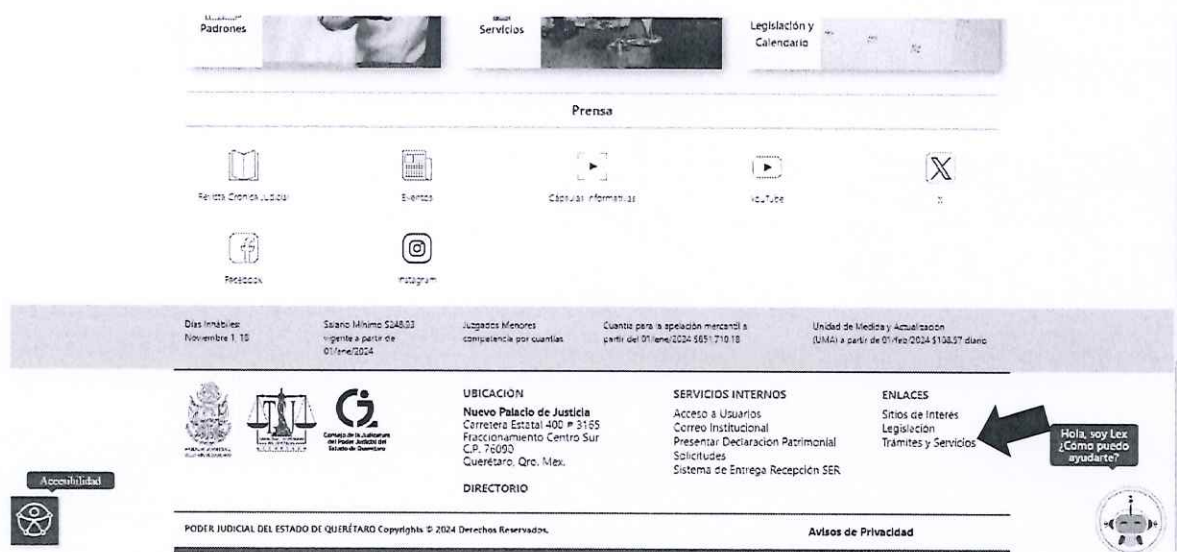 Padrones
Servicios
Legislación y
Calendario
Prensa
Revista Crónica Judicial
Eventos
Cápsulas Informativas
YouTube
X
Facebook
Instagram
Días Inhábiles:
Noviembre 1, 18
Salario Mínimo $248.93
vigente a partir de
01/ene/2024
Juzgados Menores
competencia por cuantías
Cuantía para la apelación mercantil a
partir del 01/ene/2024 $851,710.18
Unidad de Medida y Actualización
(UMA) a partir de 01/feb/2024 $108.57 diario
Consejo de la Judicatura
del Poder Judicial del
Estado de Querétaro
UBICACIÓN
Nuevo Palacio de Justicia
Carretera Estatal 400 # 3165
Fraccionamiento Centro Sur
C.P. 76090
Querétaro, Qro. Mex.
DIRECTORIO
SERVICIOS INTERNOS
Acceso a Usuarios
Correo Institucional
Presentar Declaración Patrimonial
Solicitudes
Sistema de Entrega Recepción SER
ENLACES
Sitios de Interés
Legislación
Trámites y Servicios
Hola, soy Lex
¿Cómo puedo
ayudarte?
Accesibilidad
PODER JUDICIAL DEL ESTADO DE QUERÉTARO Copyrights © 2024 Derechos Reservados.
Avisos de Privacidad